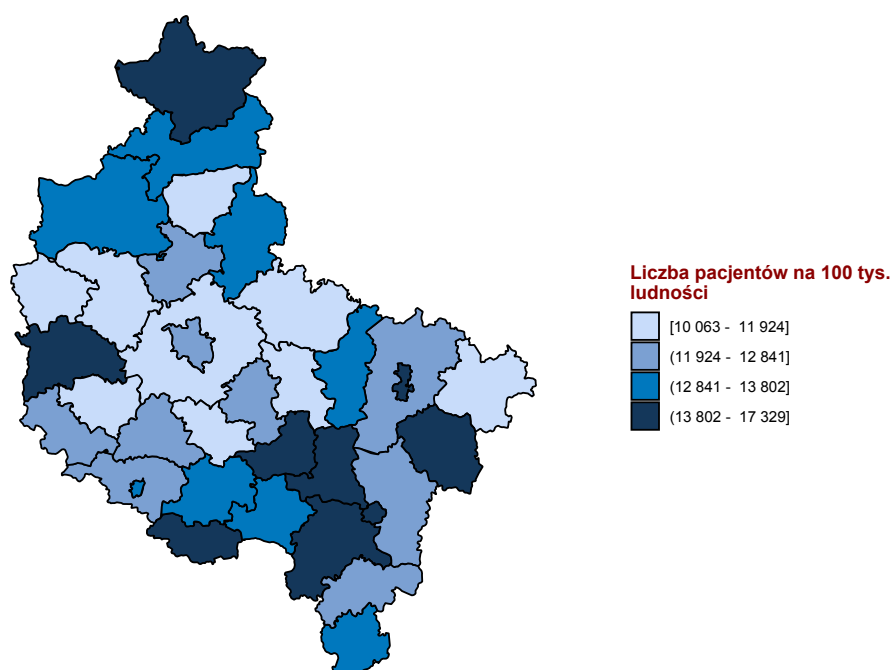 Liczba pacjentów na 100 tys.
ludności
[10 063 - 11 924]
(11 924 - 12 841]
(12 841 - 13 802]
(13 802 - 17 329]